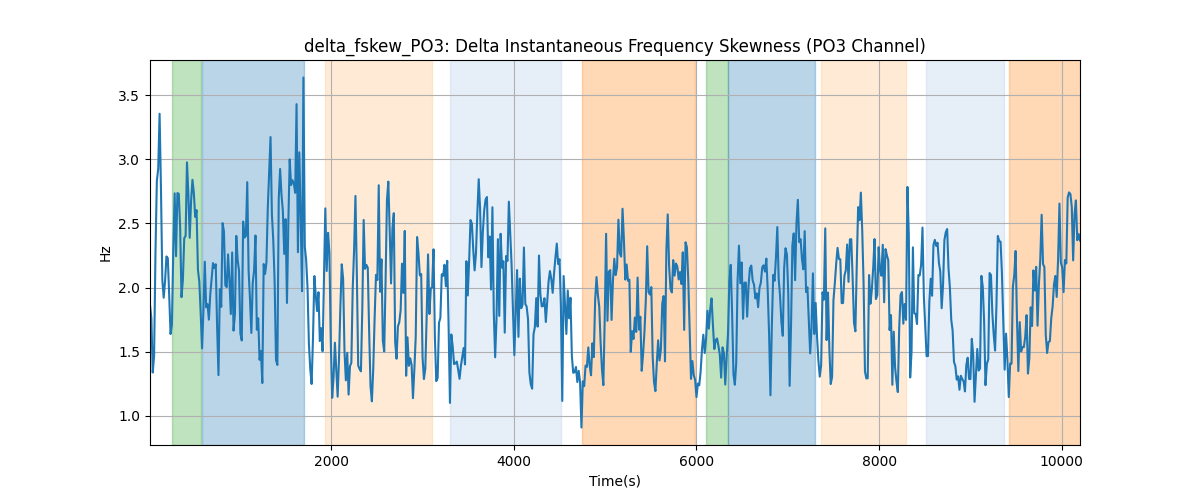 delta_fskew_PO3: Delta Instantaneous Frequency Skewness (PO3 Channel)
3.5
3.0
2.5
2.0
1.5
1.0
Hz
2000 4000 6000 8000 10000
Time(s)